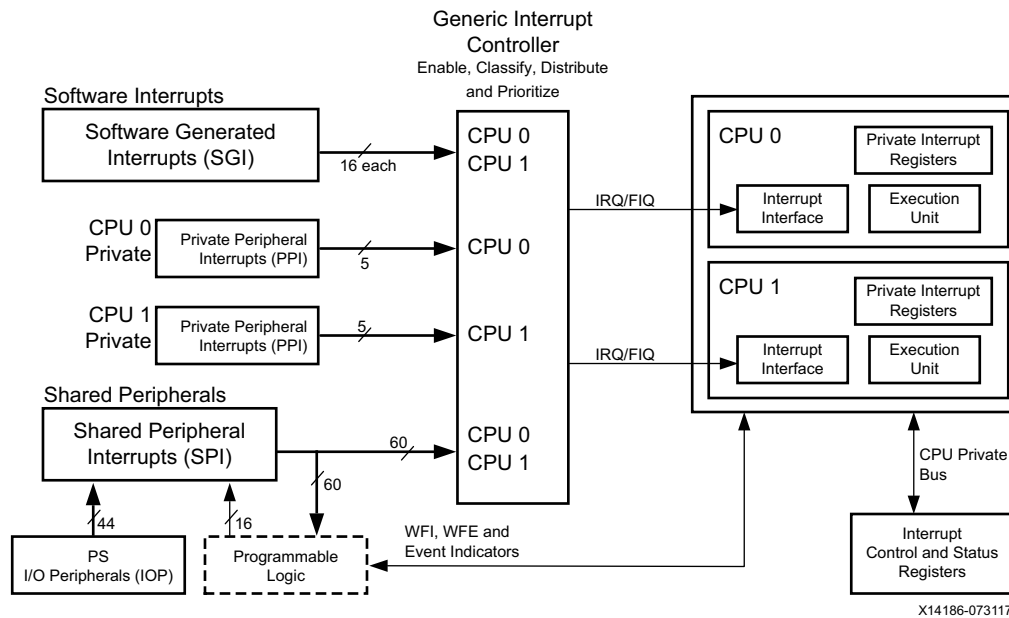 Generic Interrupt
Controller
Enable, Classify, Distribute
and Prioritize
Software Interrupts
Software Generated
Interrupts (SGI)
16 each
CPU 0
CPU 1
CPU 0
Private
Private Peripheral
Interrupts (PPI)
5
CPU 0
CPU 1
Private
Private Peripheral
Interrupts (PPI)
5
CPU 1
Shared Peripherals
Shared Peripheral
Interrupts (SPI)
60
CPU 0
CPU 1
60
44
16
PS
I/O Peripherals (IOP)
Programmable
Logic
WFI, WFE and
Event Indicators
IRQ/FIQ
CPU 0
Private Interrupt
Registers
Interrupt
Interface
Execution
Unit
IRQ/FIQ
CPU 1
Private Interrupt
Registers
Interrupt
Interface
Execution
Unit
CPU Private
Bus
Interrupt
Control and Status
Registers
X14186-073117